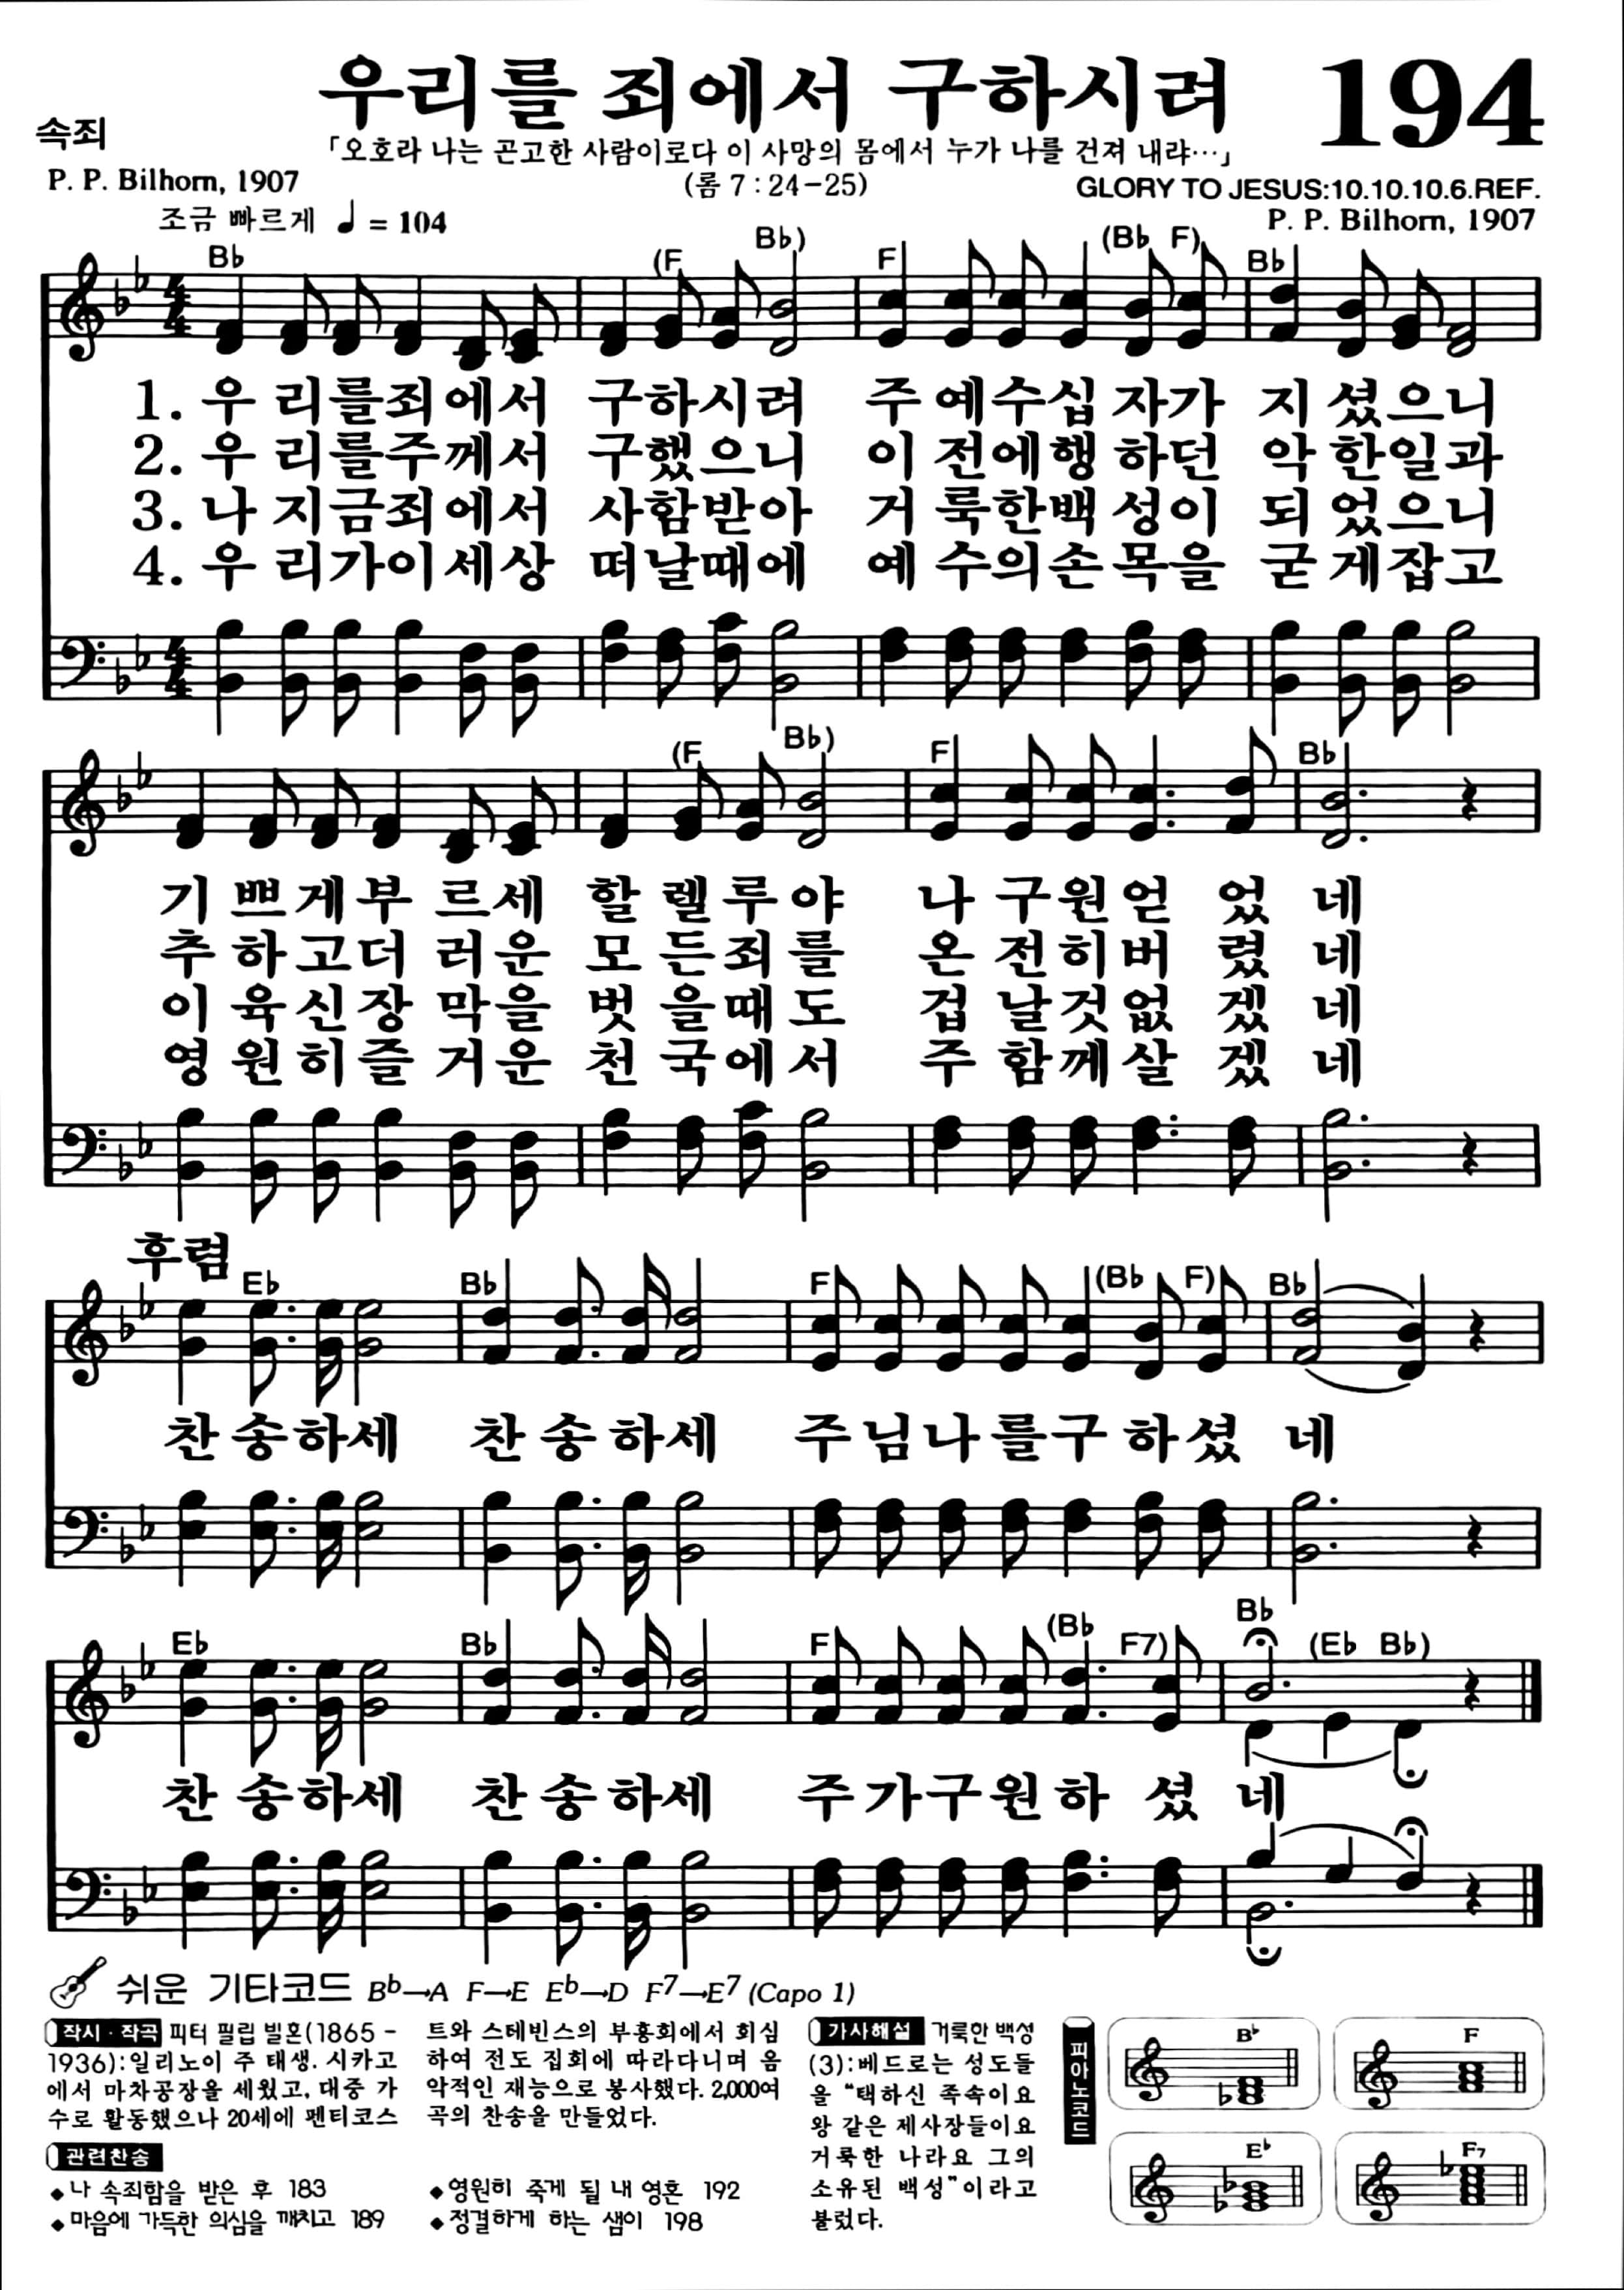 우리를 죄에서 구하시려 194
속죄
「오호라 나는 곤고한 사람이로다 이 사망의 몸에서 누가 나를 건져 내랴…」
P. P. Bilhorn, 1907 (롬 7 : 24-25) GLORY TO JESUS:10.10.10.6.REF.
조금 빠르게 ♩ = 104 P. P. Bilhorn, 1907
B♭ (F B♭) F (B♭ F) B♭
1. 우 리를죄에서 구하시려 주 예수십 자가 지 셨으니
2. 우 리를주께서 구했으니 이 전에행 하던 악 한일과
3. 나 지금죄에서 사함받아 거 룩한백 성이 되 었으니
4. 우 리가이세상 떠날때에 예 수의손 목을 굳 게잡고
(F B♭) F B♭
기 쁘게부 르세 할 렐루야 나 구원얻 었 네
추 하고더 러운 모 든죄를 온 전히버 렸 네
이 육신장 막을 벗 을때도 겁 날것없 겠 네
영 원히즐 거운 천 국에서 주 함께살 겠 네
후렴
E♭ B♭ F (B♭ F) B♭
찬 송하세 찬 송하세 주님나를구 하셨 네
E♭ B♭ F (B♭ F7) B♭ (E♭ B♭)
찬 송하세 찬 송하세 주가구원하 셨 네
쉬운 기타코드 B♭→A F→E E♭→D F7→E7 (Capo 1)
작시·작곡 피터 필립 빌혼(1865-
1936):일리노이 주 태생. 시카고
에서 마차공장을 세웠고, 대중 가
수로 활동했으나 20세에 펜티코스
트와 스테빈스의 부흥회에서 회심
하여 전도 집회에 따라다니며 음
악적인 재능으로 봉사했다. 2,000여
곡의 찬송을 만들었다.
관련찬송
◆나 속죄함을 받은 후 183
◆마음에 가득한 의심을 깨치고 189
◆영원히 죽게 될 내 영혼 192
◆정결하게 하는 샘이 198
가사해설 거룩한 백성
(3):베드로는 성도들
을 "택하신 족속이요
왕 같은 제사장들이요
거룩한 나라요 그의
소유된 백성"이라고
불렀다.
피아노코드
B♭ F
E♭ F7